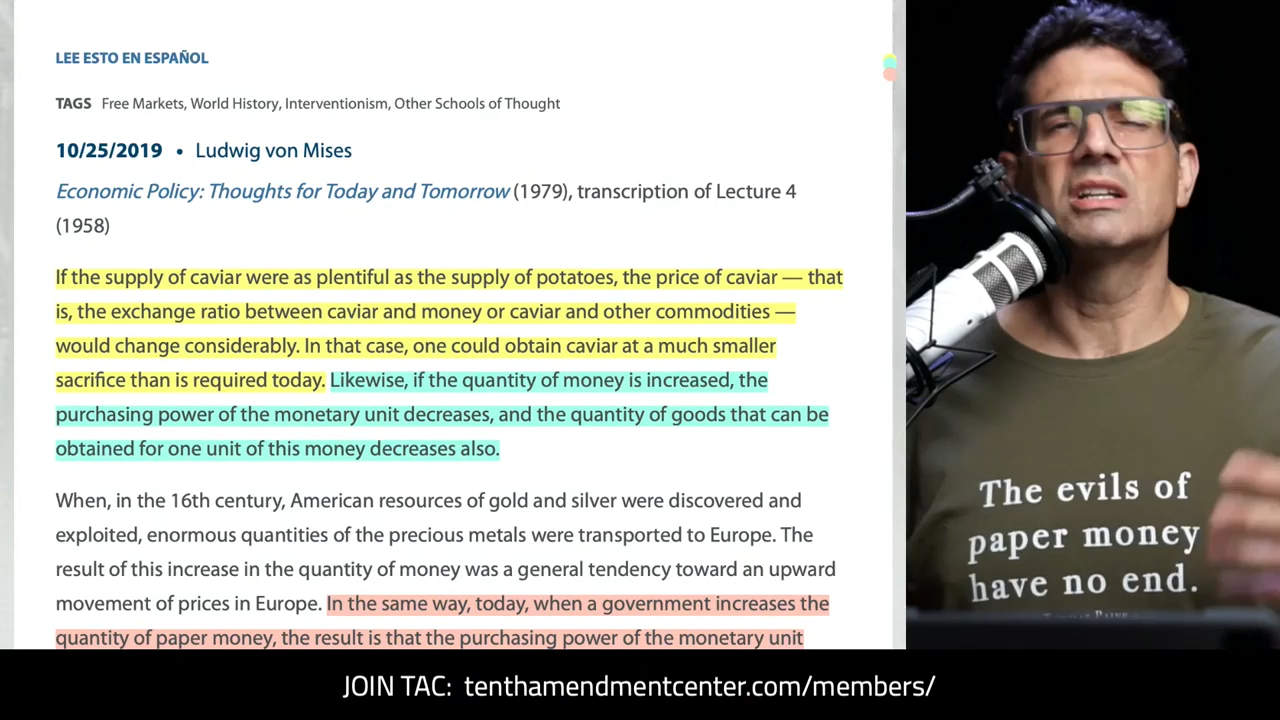 LEE ESTO EN ESPAÑOL
TAGS Free Markets, World History, Interventionism, Other Schools of Thought
10/25/2019 • Ludwig von Mises
Economic Policy: Thoughts for Today and Tomorrow (1979), transcription of Lecture 4
(1958)
If the supply of caviar were as plentiful as the supply of potatoes, the price of caviar — that
is, the exchange ratio between caviar and money or caviar and other commodities —
would change considerably. In that case, one could obtain caviar at a much smaller
sacrifice than is required today. Likewise, if the quantity of money is increased, the
purchasing power of the monetary unit decreases, and the quantity of goods that can be
obtained for one unit of this money decreases also.
When, in the 16th century, American resources of gold and silver were discovered and
exploited, enormous quantities of the precious metals were transported to Europe. The
result of this increase in the quantity of money was a general tendency toward an upward
movement of prices in Europe. In the same way, today, when a government increases the
quantity of paper money, the result is that the purchasing power of the monetary unit
The evils of
paper money
have no end.
JOIN TAC: tenthamendmentcenter.com/members/